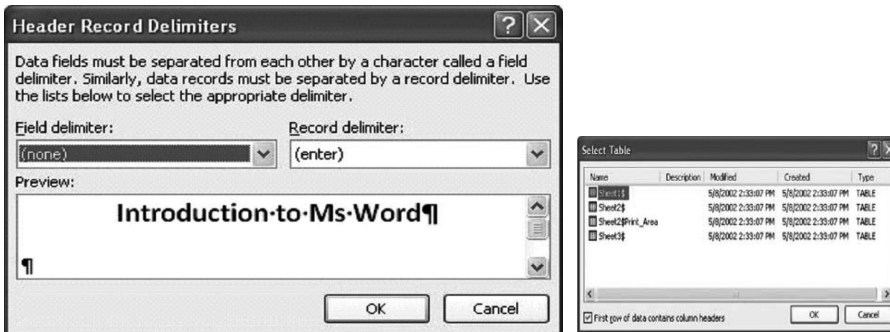 Header Record Delimiters
Data fields must be separated from each other by a character called a field
delimiter. Similarly, data records must be separated by a record delimiter. Use
the lists below to select the appropriate delimiter.
Field delimiter: Record delimiter:
(none) (enter)
Preview:
Introduction·to·Ms·Word¶
¶
OK Cancel
Select Table
Name Description Modified Created Type
Sheet1$ 5/8/2002 2:33:07 PM 5/8/2002 2:33:07 PM TABLE
Sheet2$ 5/8/2002 2:33:07 PM 5/8/2002 2:33:07 PM TABLE
Sheet2$Print_Area 5/8/2002 2:33:07 PM 5/8/2002 2:33:07 PM TABLE
Sheet3$ 5/8/2002 2:33:07 PM 5/8/2002 2:33:07 PM TABLE
First row of data contains column headers OK Cancel